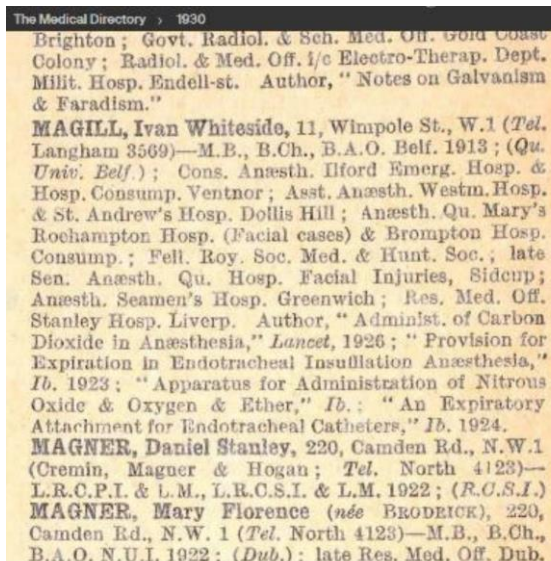 The Medical Directory › 1930
Brighton; Govt. Radiol. & Sch. Med. Off. Gold Coast
Colony; Radiol. & Med. Off. i/c Electro-Therap. Dept.
Milit. Hosp. Endell-st. Author, "Notes on Galvanism
& Faradism."
MAGILL, Ivan Whiteside, 11, Wimpole St., W.1 (Tel.
Langham 3569)—M.B., B.Ch., B.A.O. Belf. 1913; (Qu.
Univ. Belf.); Cons. Anæsth. Ilford Emerg. Hosp. &
Hosp. Consump. Ventnor; Asst. Anæsth. Westm. Hosp.
& St. Andrew's Hosp. Dollis Hill; Anæsth. Qu. Mary's
Roehampton Hosp. (Facial cases) & Brompton Hosp.
Consump.; Fell. Roy. Soc. Med. & Hunt. Soc.; late
Sen. Anæsth. Qu. Hosp. Facial Injuries, Sidcup;
Anæsth. Seamen's Hosp. Greenwich; Res. Med. Off.
Stanley Hosp. Liverp. Author, "Administ. of Carbon
Dioxide in Anæsthesia," Lancet, 1926; "Provision for
Expiration in Endotracheal Insufflation Anæsthesia,"
Ib. 1923; "Apparatus for Administration of Nitrous
Oxide & Oxygen & Ether," Ib.; "An Expiratory
Attachment for Endotracheal Catheters," Ib. 1924.
MAGNER, Daniel Stanley, 220, Camden Rd., N.W.1
(Cremin, Magner & Hogan; Tel. North 4123)—
L.R.C.P.I. & L.M., L.R.C.S.I. & L.M. 1922; (R.C.S.I.)
MAGNER, Mary Florence (née BRODRICK), 220,
Camden Rd., N.W. 1 (Tel. North 4123)—M.B., B.Ch.,
B.A.O. N.U.I. 1922; (Dub.); late Res. Med. Off. Dub.